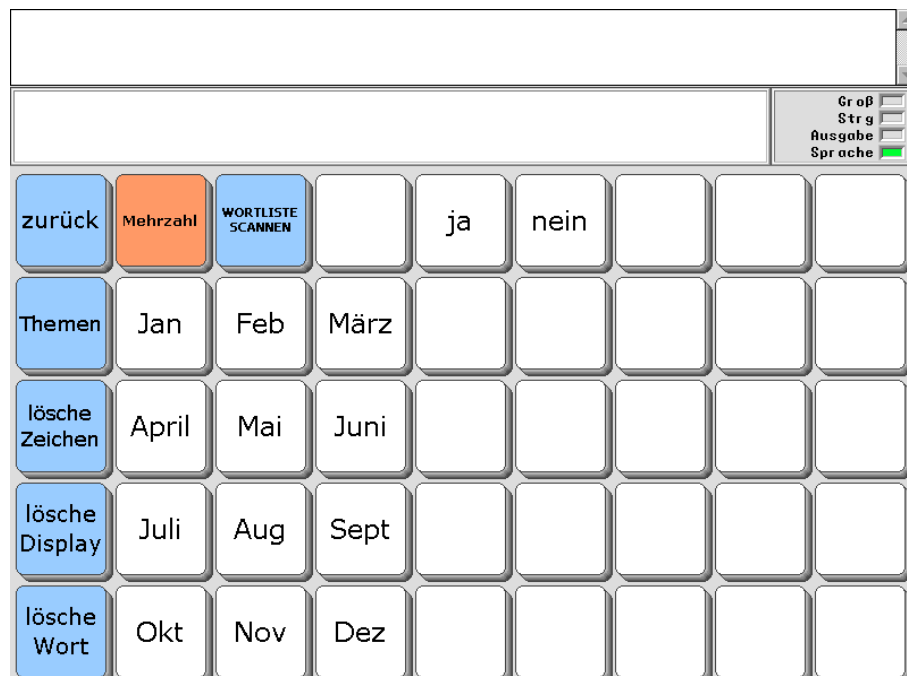 Groß
Strg
Ausgabe
Sprache
zurück
Mehrzahl
WORTLISTE
SCANNEN
ja
nein
Themen
Jan
Feb
März
lösche
Zeichen
April
Mai
Juni
lösche
Display
Juli
Aug
Sept
lösche
Wort
Okt
Nov
Dez